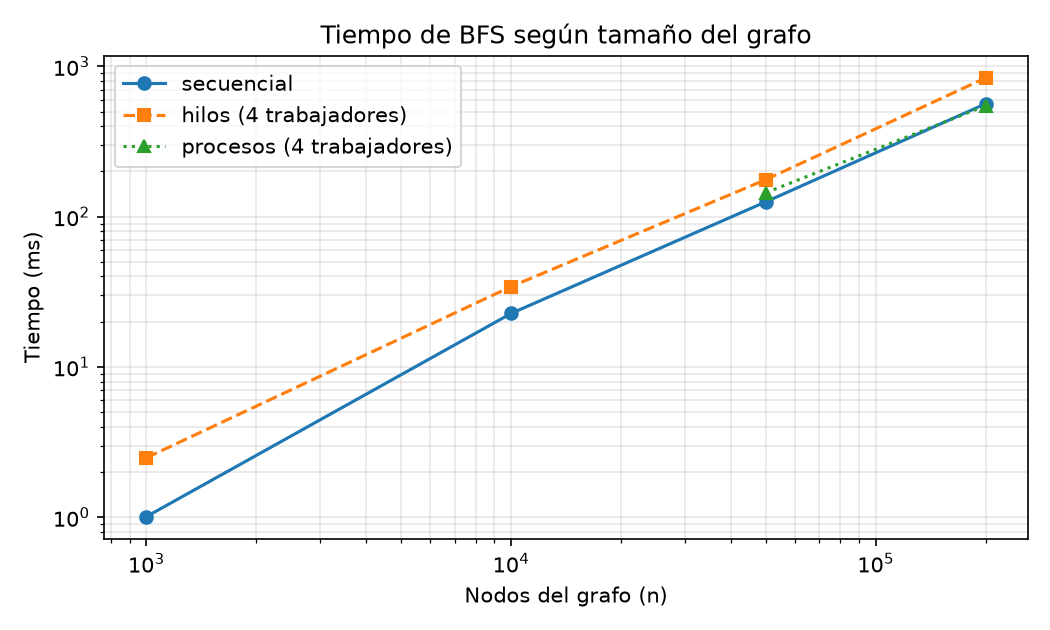 Tiempo de BFS según tamaño del grafo
secuencial
hilos (4 trabajadores)
procesos (4 trabajadores)
Tiempo (ms)
10³
10²
10¹
10⁰
10³ 10⁴ 10⁵
Nodos del grafo (n)